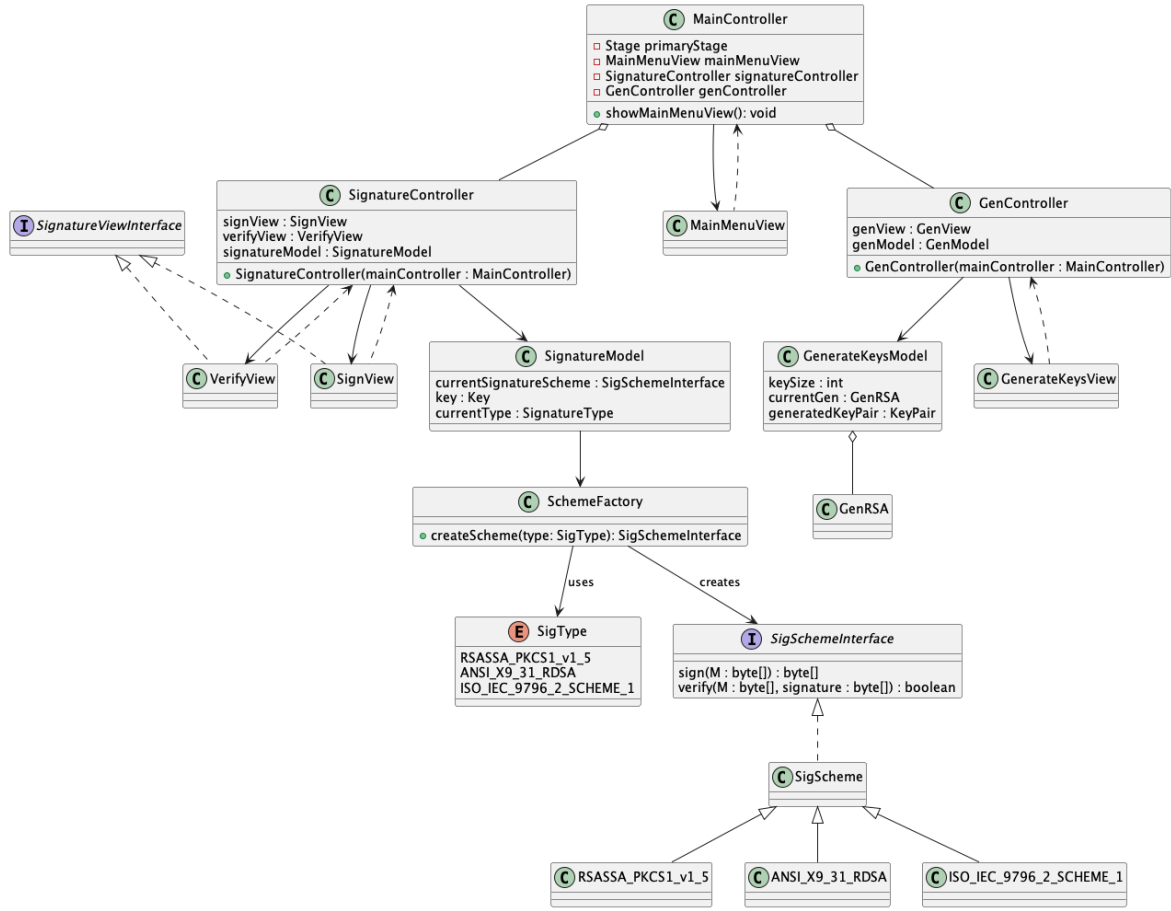 C MainController
Stage primaryStage
MainMenuView mainMenuView
SignatureController signatureController
GenController genController
showMainMenuView(): void
C SignatureController
signView : SignView
verifyView : VerifyView
signatureModel : SignatureModel
SignatureController(mainController : MainController)
I SignatureViewInterface
C MainMenuView
C GenController
genView : GenView
genModel : GenModel
GenController(mainController : MainController)
C VerifyView
C SignView
C SignatureModel
currentSignatureScheme : SigSchemeInterface
key : Key
currentType : SignatureType
C GenerateKeysModel
keySize : int
currentGen : GenRSA
generatedKeyPair : KeyPair
C GenerateKeysView
C SchemeFactory
createScheme(type: SigType): SigSchemeInterface
C GenRSA
uses
creates
E SigType
RSASSA_PKCS1_v1_5
ANSI_X9_31_RDSA
ISO_IEC_9796_2_SCHEME_1
I SigSchemeInterface
sign(M : byte[]) : byte[]
verify(M : byte[], signature : byte[]) : boolean
C SigScheme
C RSASSA_PKCS1_v1_5
C ANSI_X9_31_RDSA
C ISO_IEC_9796_2_SCHEME_1